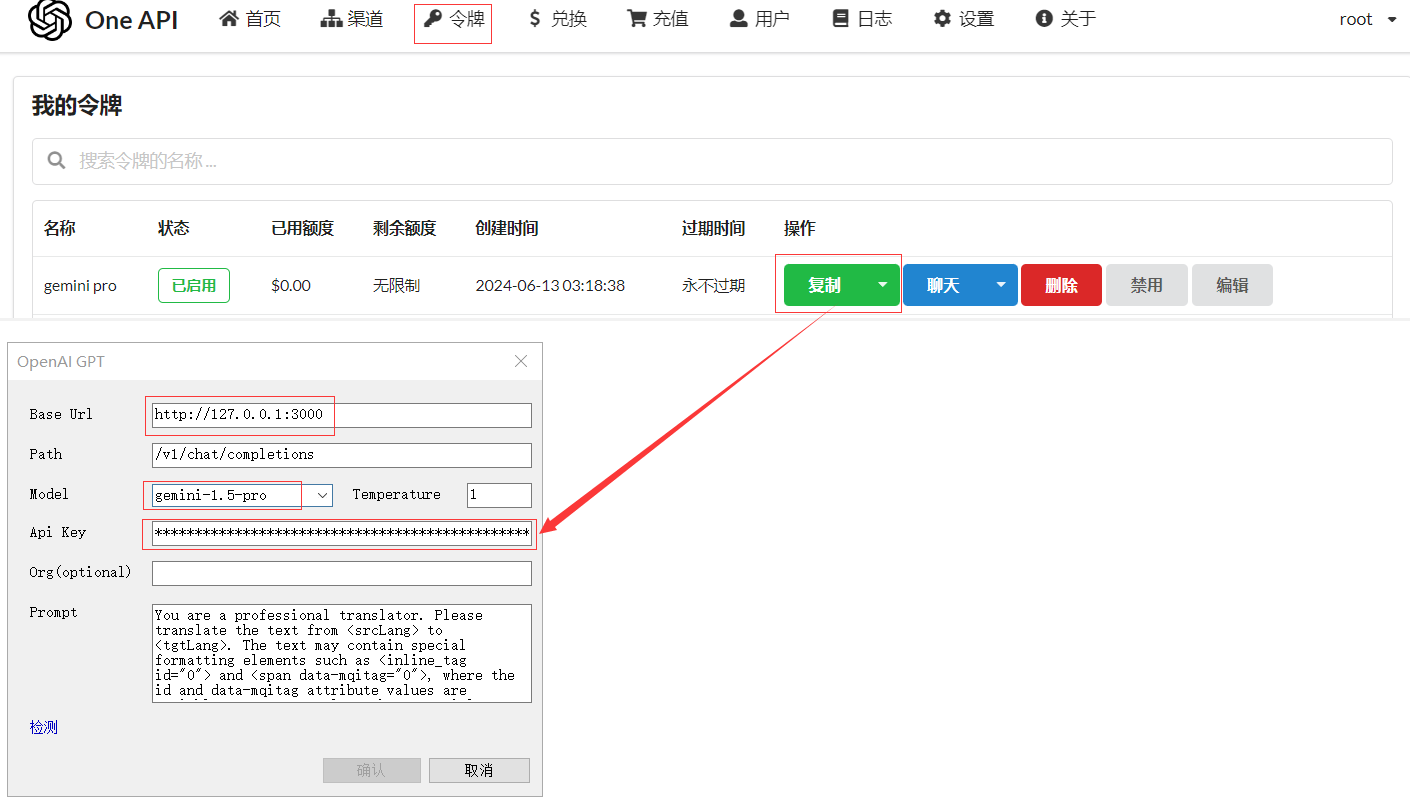 One API 首页 渠道 令牌 兑换 充值 用户 日志 设置 关于 root
我的令牌
搜索令牌的名称 ...
名称 状态 已用额度 剩余额度 创建时间 过期时间 操作
gemini pro 已启用 $0.00 无限制 2024-06-13 03:18:38 永不过期 复制 聊天 删除 禁用 编辑
OpenAI GPT
Base Url http://127.0.0.1:3000
Path /v1/chat/completions
Model gemini-1.5-pro Temperature 1
Api Key ***********************************************
Org(optional)
Prompt You are a professional translator. Please
translate the text from <srcLang> to
<tgtLang>. The text may contain special
formatting elements such as <inline_tag
id="0"> and <span data-mqitag="0">, where the
id and data-mqitag attribute values are
检测
确认 取消